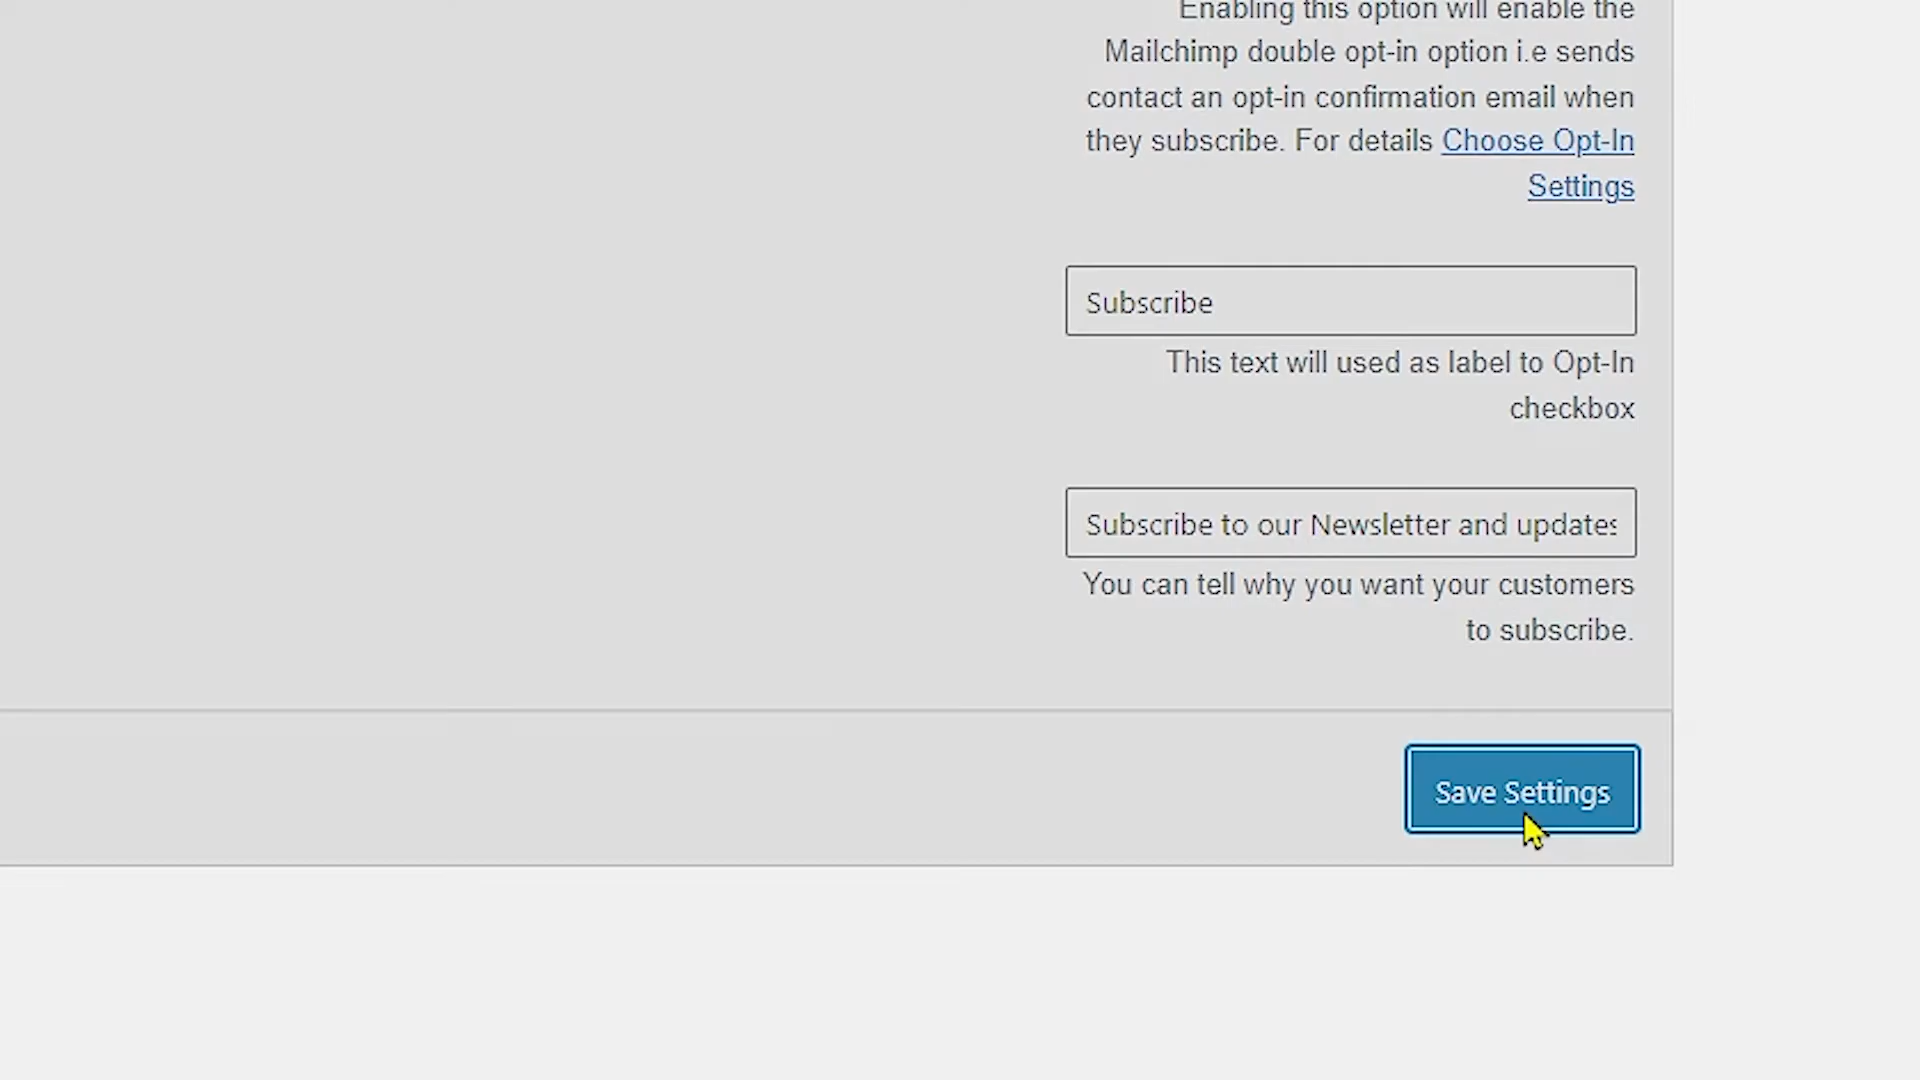 Enabling this option will enable the
Mailchimp double opt-in option i.e sends
contact an opt-in confirmation email when
they subscribe. For details Choose Opt-In
Settings
Subscribe
This text will used as label to Opt-In
checkbox
Subscribe to our Newsletter and updates
You can tell why you want your customers
to subscribe.
Save Settings